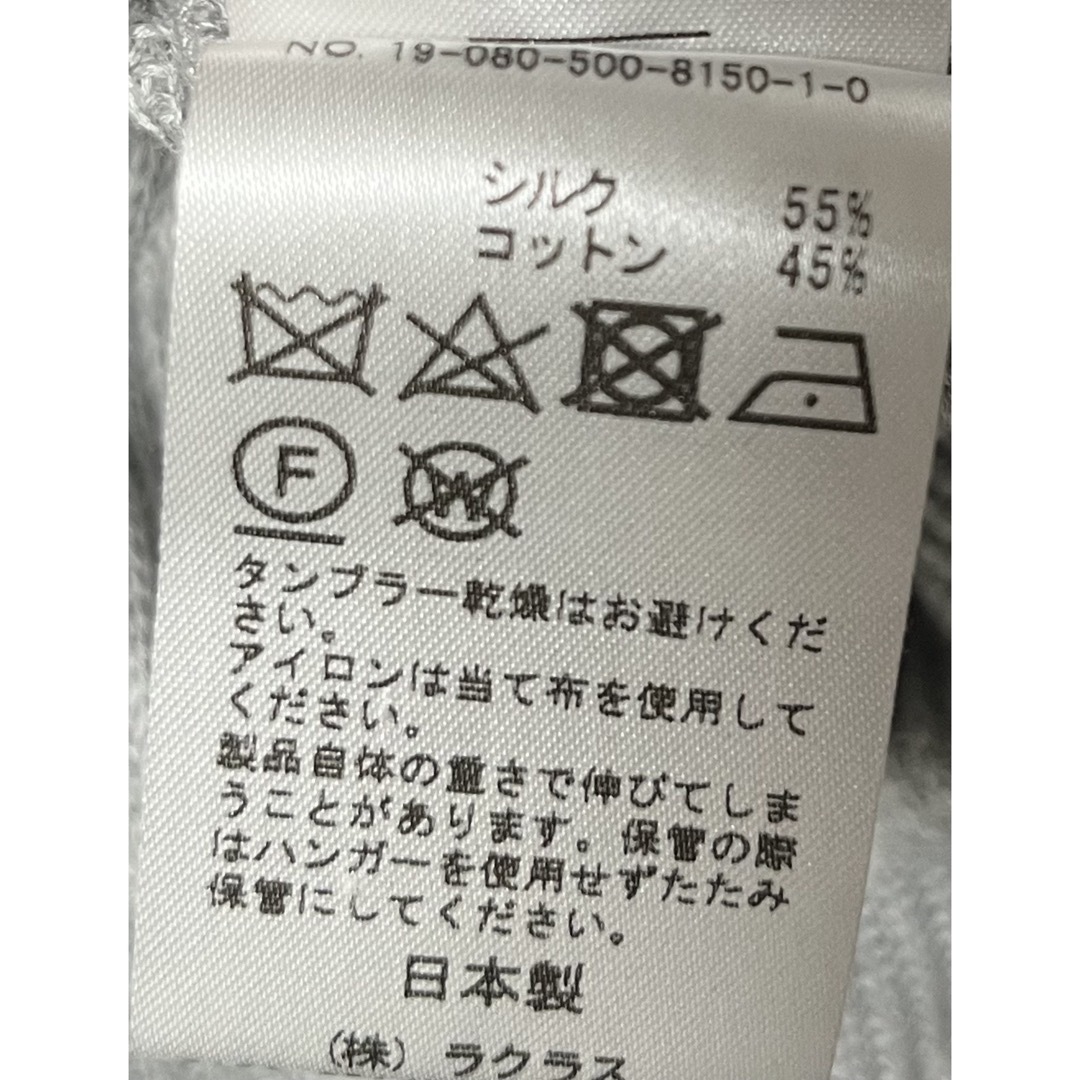 NO. 19-080-500-8150-1-0
シルク 55%
コットン 45%
F
W
タンブラー乾燥はお避けくだ
さい。
アイロンは当て布を使用して
ください。
製品自体の重さで伸びてしま
うことがあります。保管の際
はハンガーを使用せずたたみ
保管にしてください。
日本製
(株) ラクラス